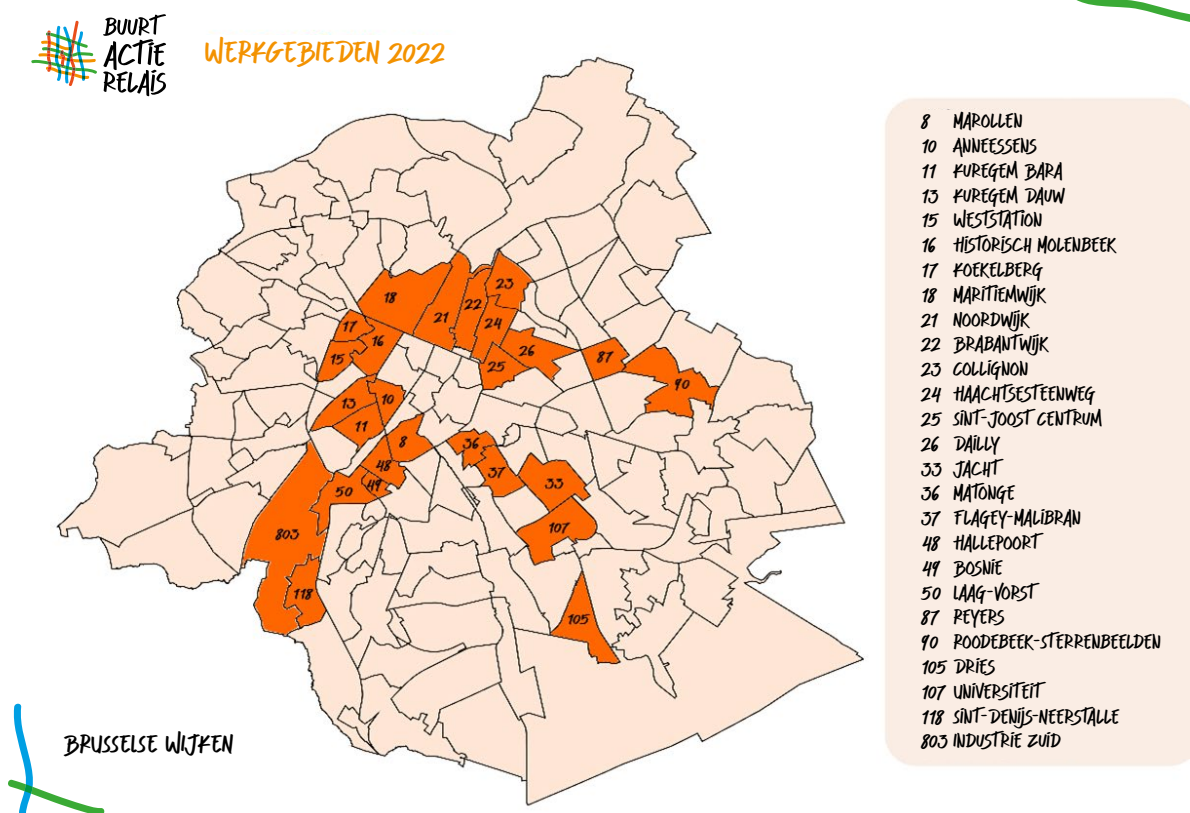 BUURT
ACTIE
RELAIS
WERKGEBIEDEN 2022
8 MAROLLEN
10 ANNEESSENS
11 KUREGEM BARA
13 KUREGEM DAUW
15 WESTSTATION
16 HISTORISCH MOLENBEEK
17 KOEKELBERG
18 MARITIEMWIJK
21 NOORDWIJK
22 BRABANTWIJK
23 COLLIGNON
24 HAACHTSESTEENWEG
25 SINT-JOOST CENTRUM
26 DAILLY
33 JACHT
36 MATONGE
37 FLAGEY-MALIBRAN
48 HALLEPOORT
49 BOSNIE
50 LAAG-VORST
87 REYERS
90 ROODEBEEK-STERRENBEELDEN
105 DRIES
107 UNIVERSITEIT
118 SINT-DENIJS-NEERSTALLE
803 INDUSTRIE ZUID
23
18
22
21
24
17
16
26
15
87
25
90
10
13
11
8
36
48
37
49
50
33
107
803
118
105
BRUSSELSE WIJKEN